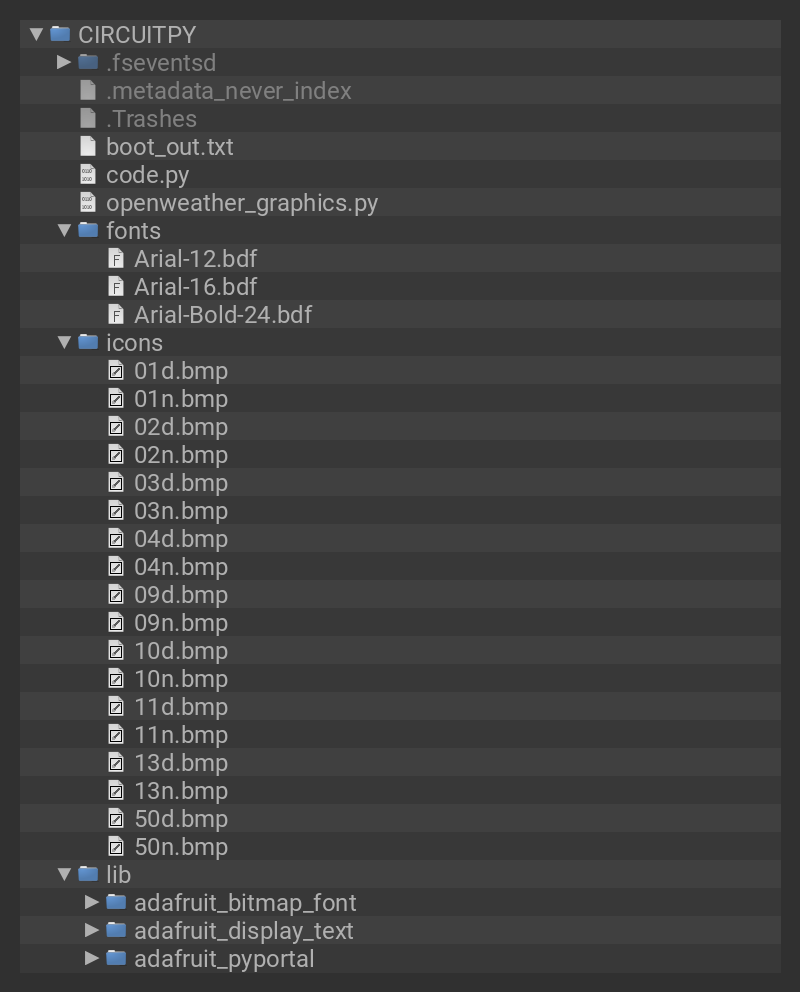 CIRCUITPY
.fseventsd
.metadata_never_index
.Trashes
boot_out.txt
code.py
openweather_graphics.py
fonts
Arial-12.bdf
Arial-16.bdf
Arial-Bold-24.bdf
icons
01d.bmp
01n.bmp
02d.bmp
02n.bmp
03d.bmp
03n.bmp
04d.bmp
04n.bmp
09d.bmp
09n.bmp
10d.bmp
10n.bmp
11d.bmp
11n.bmp
13d.bmp
13n.bmp
50d.bmp
50n.bmp
lib
adafruit_bitmap_font
adafruit_display_text
adafruit_pyportal